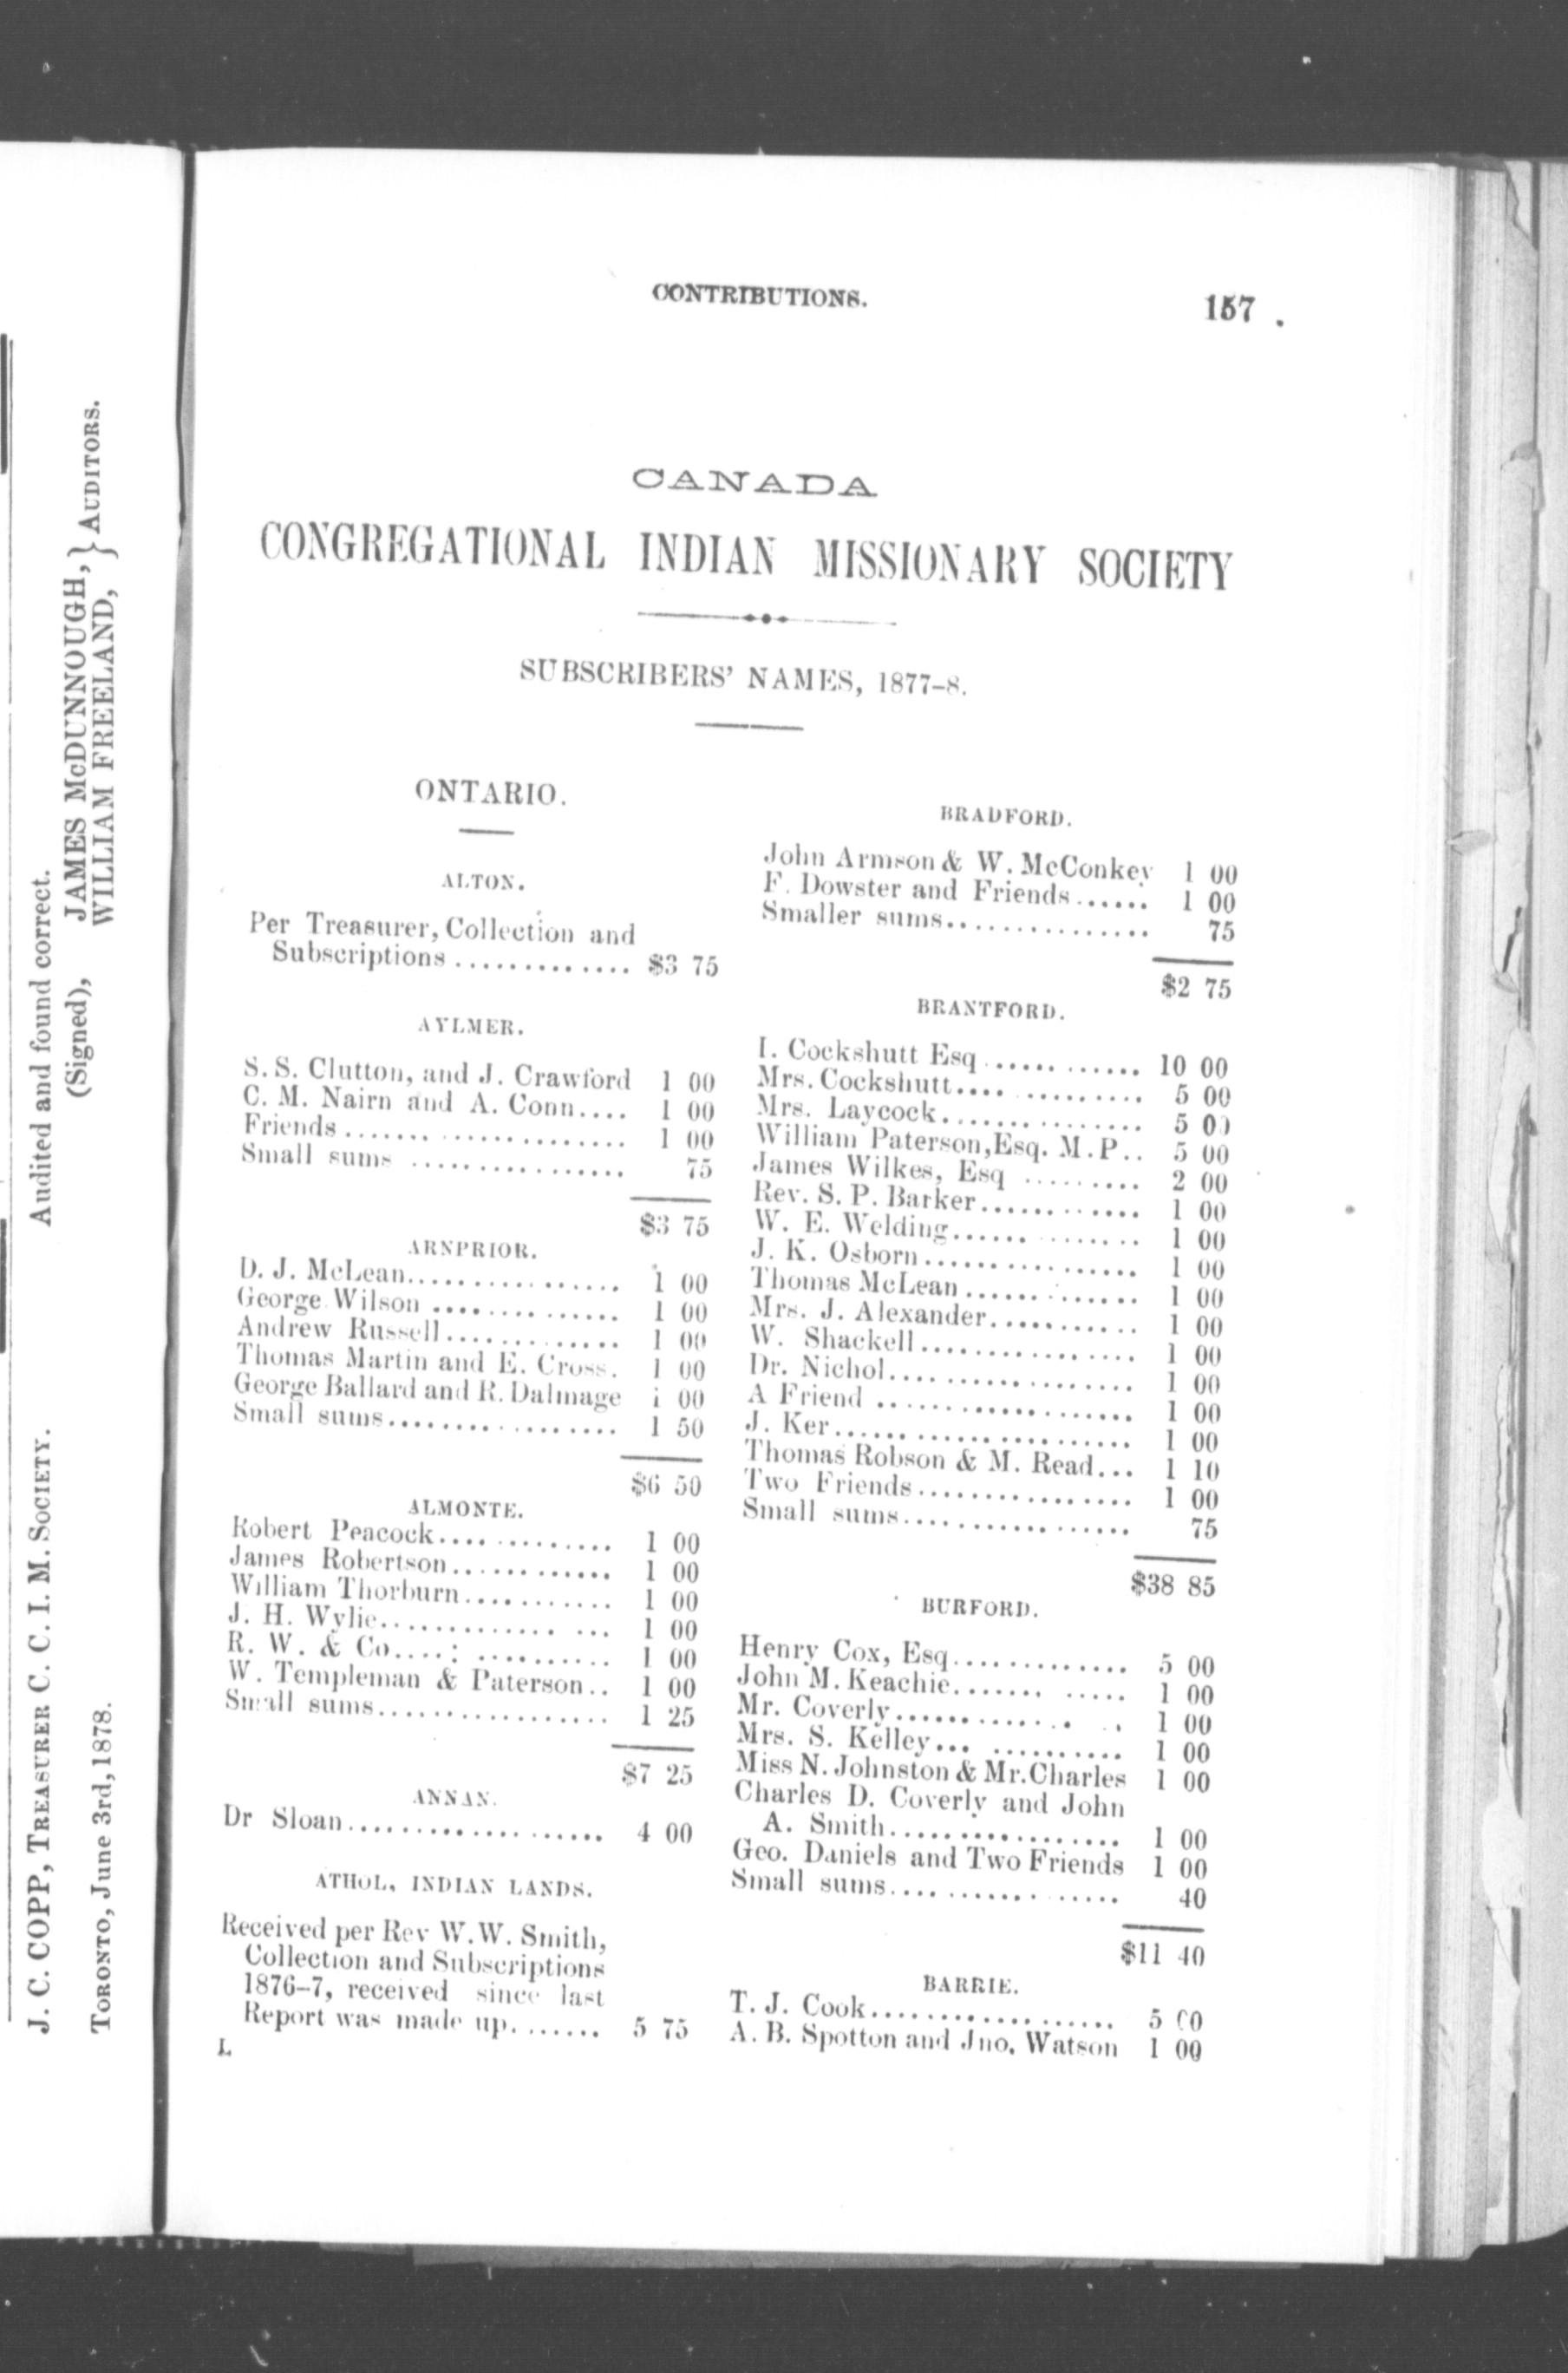 J. C. COPP, TREASURER C. C. I. M. SOCIETY.
TORONTO, June 3rd, 1878.
Audited and found correct.
(Signed), JAMES McDUNNOUGH, } AUDITORS.
WILLIAM FREELAND,
CONTRIBUTIONS. 157
CANADA
CONGREGATIONAL INDIAN MISSIONARY SOCIETY
SUBSCRIBERS' NAMES, 1877-8.
ONTARIO.
ALTON.
Per Treasurer, Collection and
Subscriptions .............. $3 75
AYLMER.
S. S. Clutton, and J. Crawford 1 00
C. M. Nairn and A. Conn.... 1 00
Friends ...................... 1 00
Small sums ................ 75
$3 75
ARNPRIOR.
D. J. McLean................. 1 00
George Wilson ............... 1 00
Andrew Russell.............. 1 00
Thomas Martin and E. Cross. 1 00
George Ballard and R. Dalmage 1 00
Small sums.................. 1 50
$6 50
ALMONTE.
Robert Peacock.............. 1 00
James Robertson............. 1 00
William Thorburn............ 1 00
J. H. Wylie................. 1 00
R. W. & Co....: .......... 1 00
W. Templeman & Paterson.. 1 00
Small sums.................. 1 25
$7 25
ANNAN.
Dr Sloan.................... 4 00
ATHOL, INDIAN LANDS.
Received per Rev W. W. Smith,
Collection and Subscriptions
1876-7, received since last
Report was made up........ 5 75
L
BRADFORD.
John Armson & W. McConkey 1 00
F. Dowster and Friends...... 1 00
Smaller sums................ 75
$2 75
BRANTFORD.
I. Cockshutt Esq ............ 10 00
Mrs. Cockshutt.... .......... 5 00
Mrs. Laycock................ 5 00
William Paterson, Esq. M.P.. 5 00
James Wilkes, Esq ......... 2 00
Rev. S. P. Barker............ 1 00
W. E. Welding............... 1 00
J. K. Osborn................ 1 00
Thomas McLean ............. 1 00
Mrs. J. Alexander........... 1 00
W. Shackell................. 1 00
Dr. Nichol.................. 1 00
A Friend ................... 1 00
J. Ker...................... 1 00
Thomas Robson & M. Read... 1 10
Two Friends................. 1 00
Small sums.................. 75
$38 85
BURFORD.
Henry Cox, Esq.............. 5 00
John M. Keachie....... ..... 1 00
Mr. Coverly................. 1 00
Mrs. S. Kelley... .......... 1 00
Miss N. Johnston & Mr. Charles 1 00
Charles D. Coverly and John
A. Smith.................... 1 00
Geo. Daniels and Two Friends 1 00
Small sums.................. 40
$11 40
BARRIE.
T. J. Cook.................. 5 00
A. B. Spotton and Jno. Watson 1 00